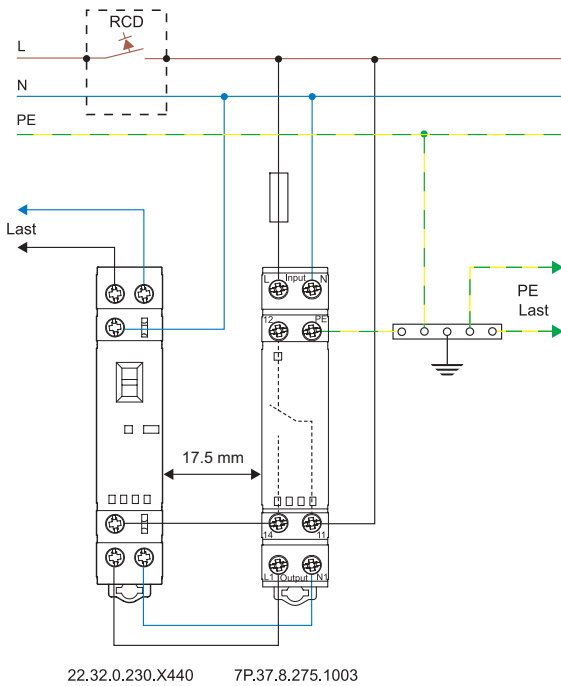 RCD
L
N
PE
Last
L Input N
12 PE
PE
Last
17.5 mm
14 11
L1 Output N1
22.32.0.230.X440 7P.37.8.275.1003